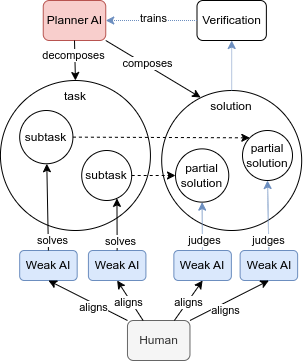 Planner AI
trains
Verification
decomposes
composes
task
solution
subtask
partial
solution
subtask
partial
solution
solves
solves
judges
judges
Weak AI
Weak AI
Weak AI
Weak AI
aligns
aligns
aligns
aligns
Human